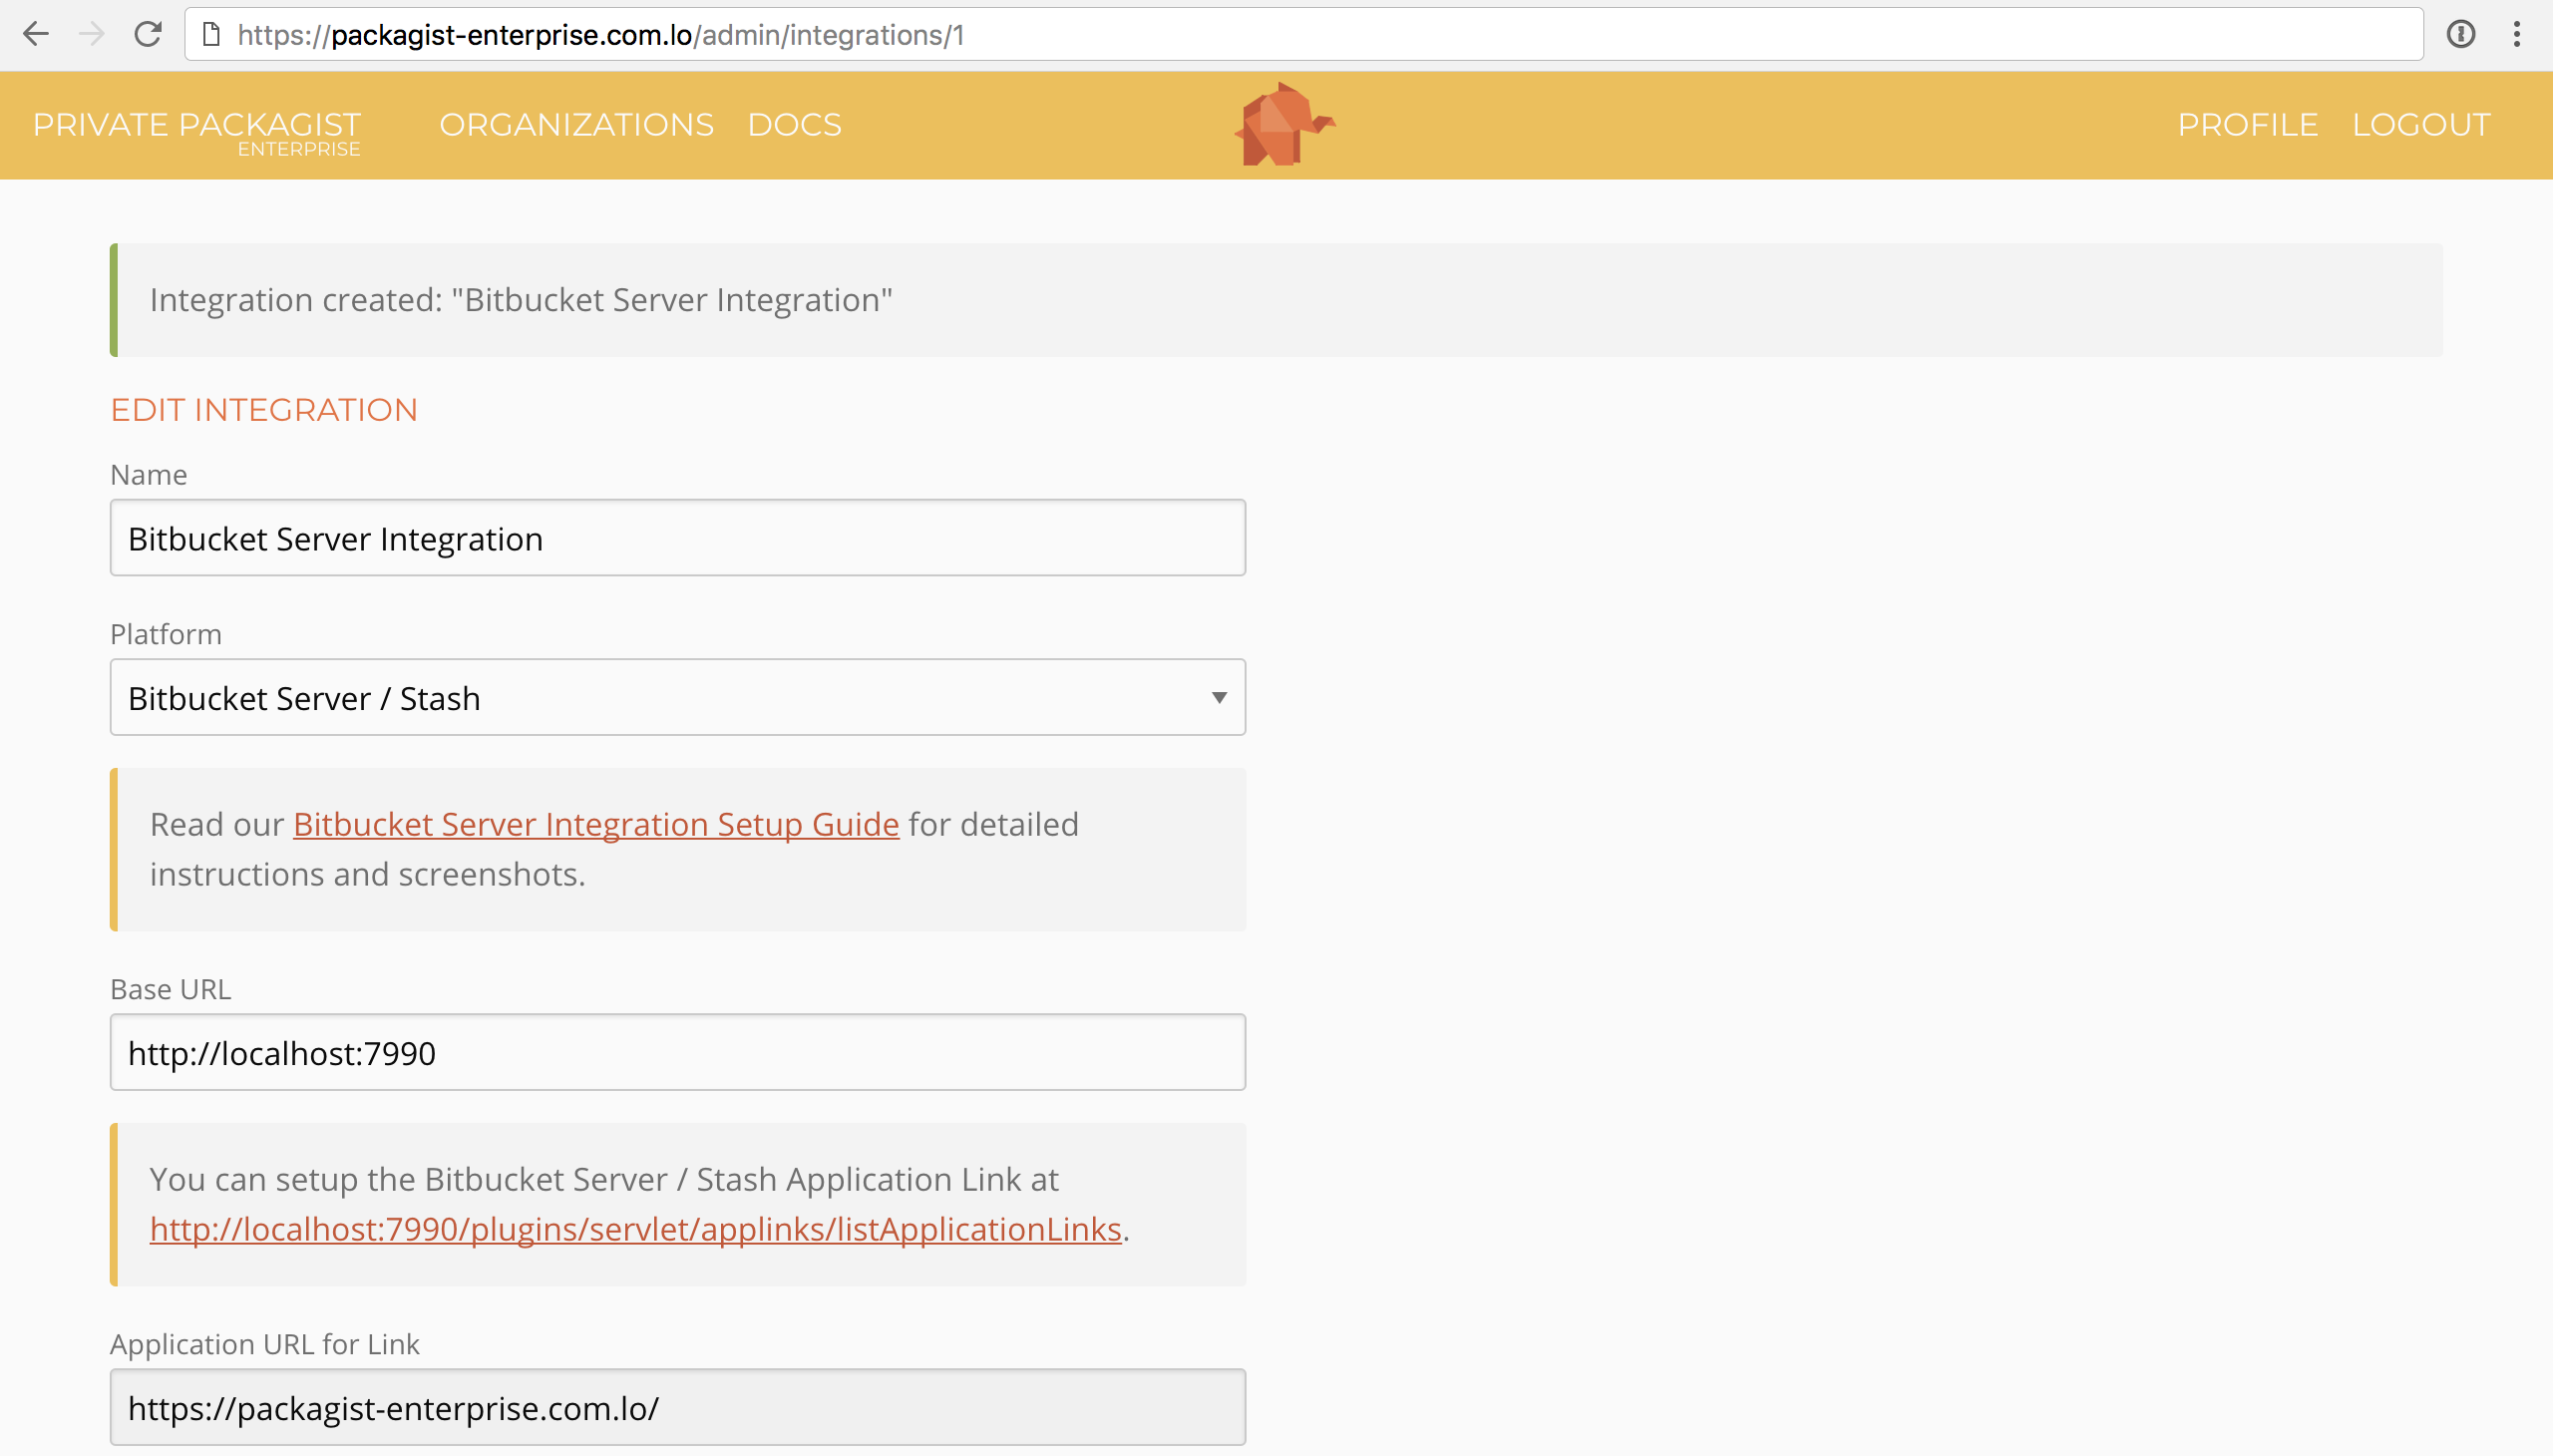 https://packagist-enterprise.com.lo/admin/integrations/1
PRIVATE PACKAGIST ORGANIZATIONS DOCS PROFILE LOGOUT
ENTERPRISE
Integration created: "Bitbucket Server Integration"
EDIT INTEGRATION
Name
Bitbucket Server Integration
Platform
Bitbucket Server / Stash
Read our Bitbucket Server Integration Setup Guide for detailed
instructions and screenshots.
Base URL
http://localhost:7990
You can setup the Bitbucket Server / Stash Application Link at
http://localhost:7990/plugins/servlet/applinks/listApplicationLinks.
Application URL for Link
https://packagist-enterprise.com.lo/